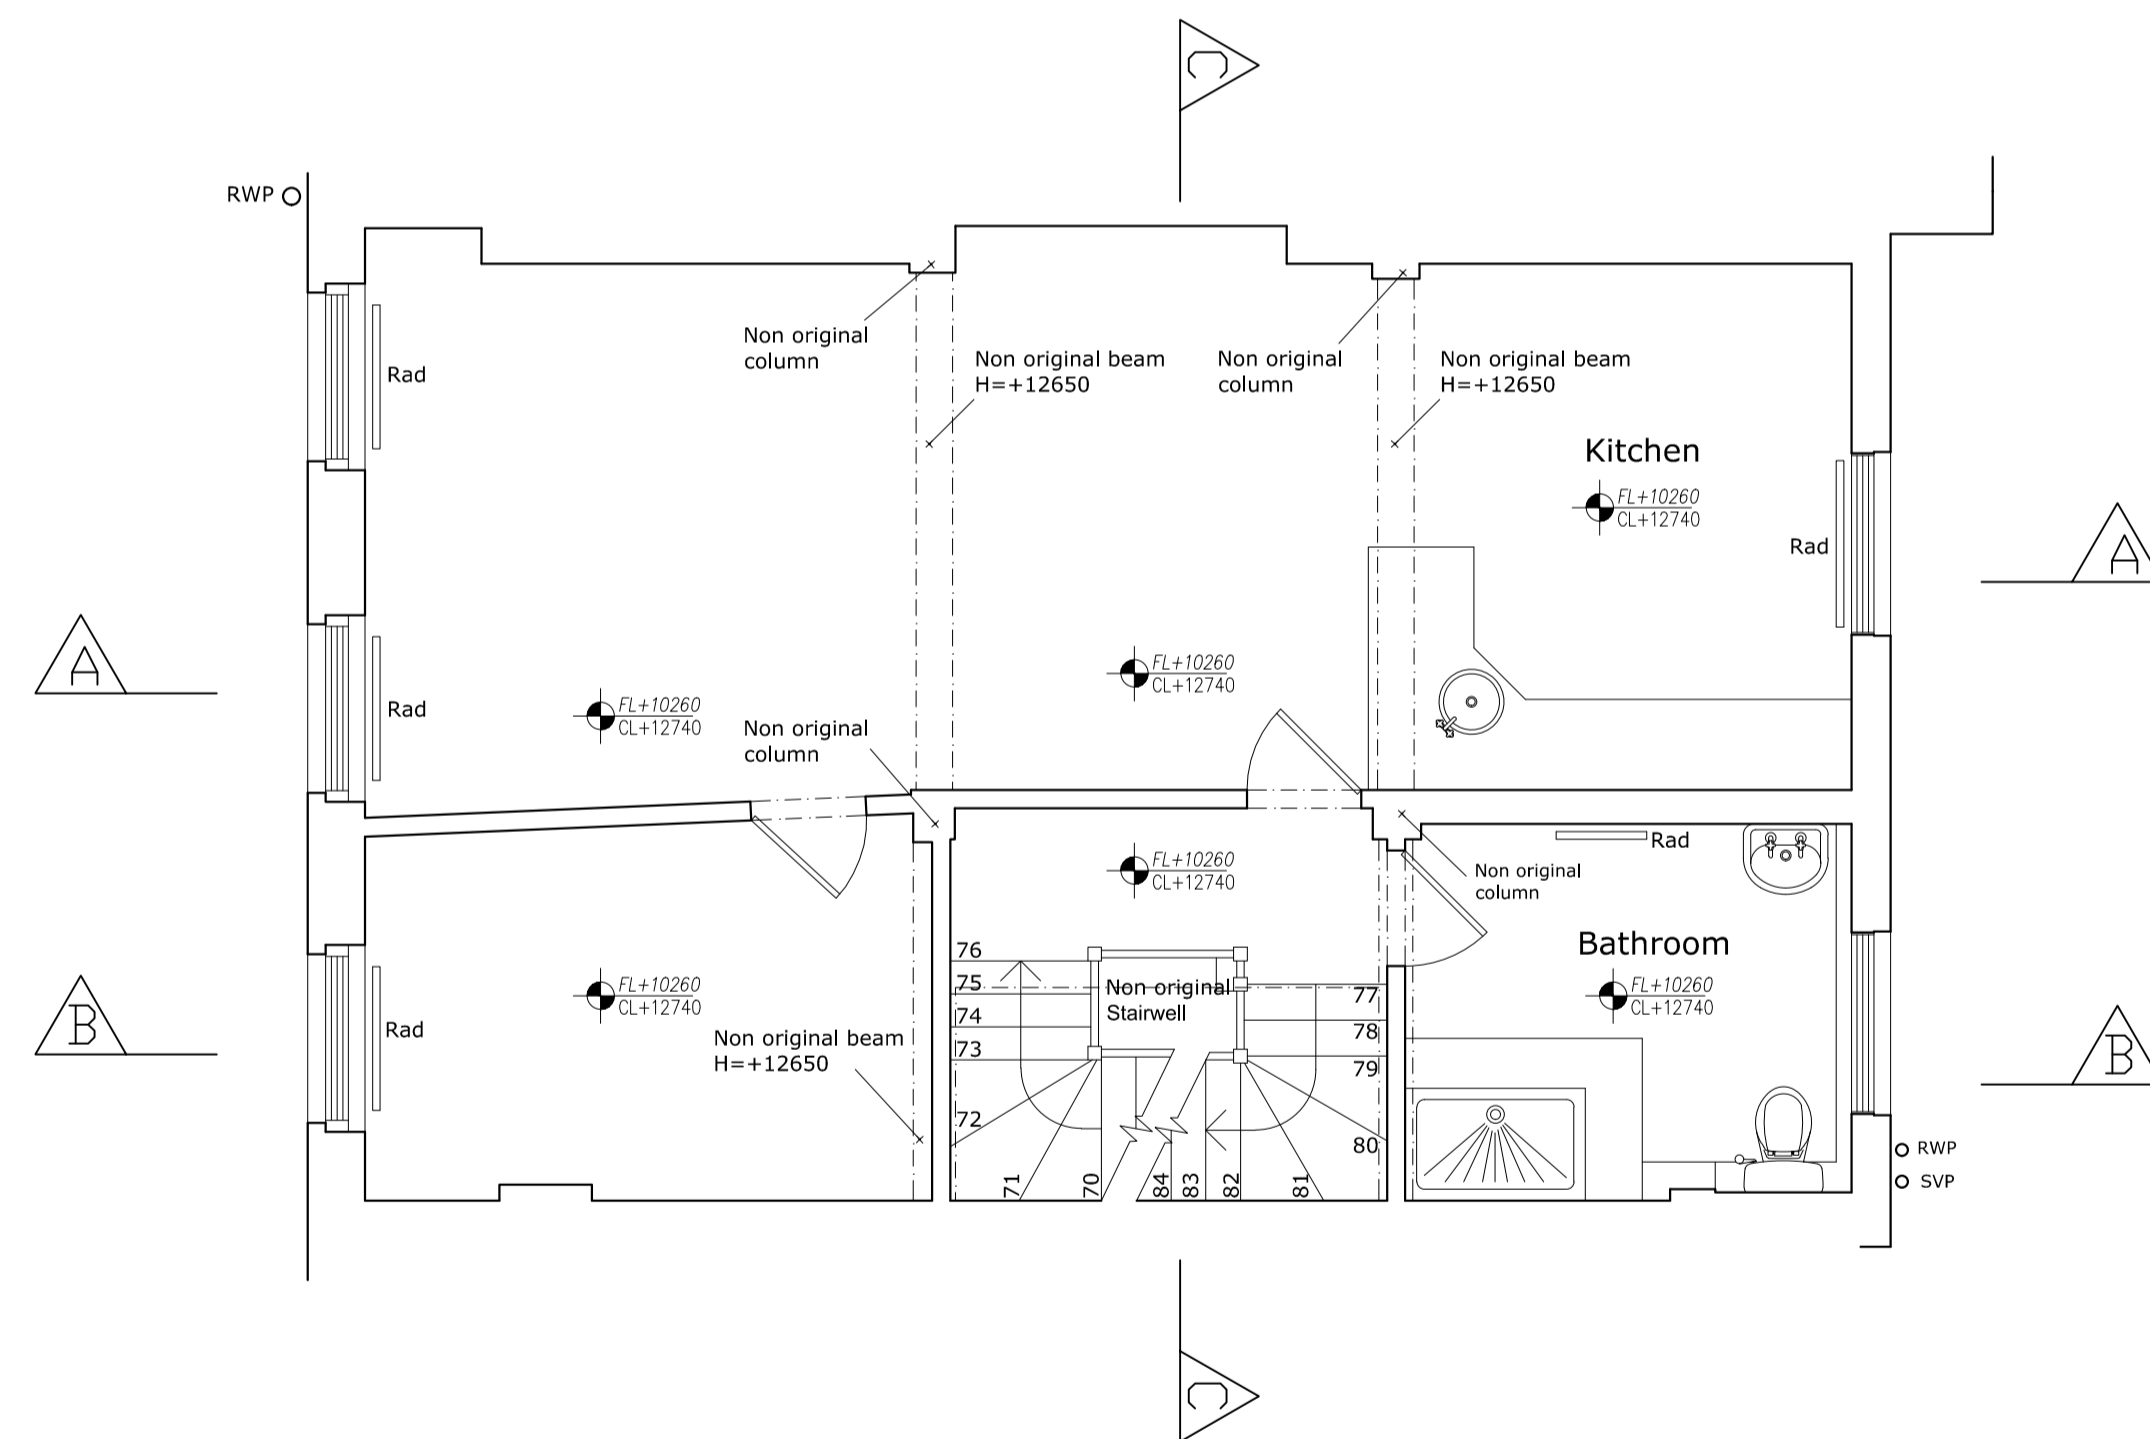 C
RWP
Non original
column
Non original beam
H=+12650
Non original
column
Non original beam
H=+12650
Rad
Kitchen
FL+10260
CL+12740
Rad
A
A
FL+10260
CL+12740
Rad
FL+10260
CL+12740
Non original
column
Rad
FL+10260
CL+12740
Non original
column
Bathroom
FL+10260
CL+12740
76
75
74
73
72
71
70
Non original
Stairwell
77
78
79
80
81
82
83
84
FL+10260
CL+12740
Rad
Non original beam
H=+12650
B
B
RWP
SVP
C